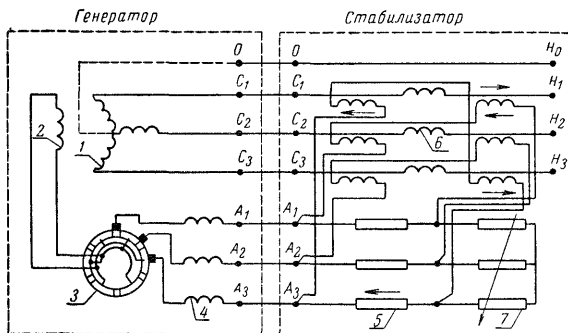 Генератор Стабилизатор
0 0 H₀
C₁ C₁ H₁
2 1 C₂ C₂ 6 H₂
C₃ C₃ H₃
A₁ A₁
A₂ A₂
3 4 A₃ A₃ 5 7